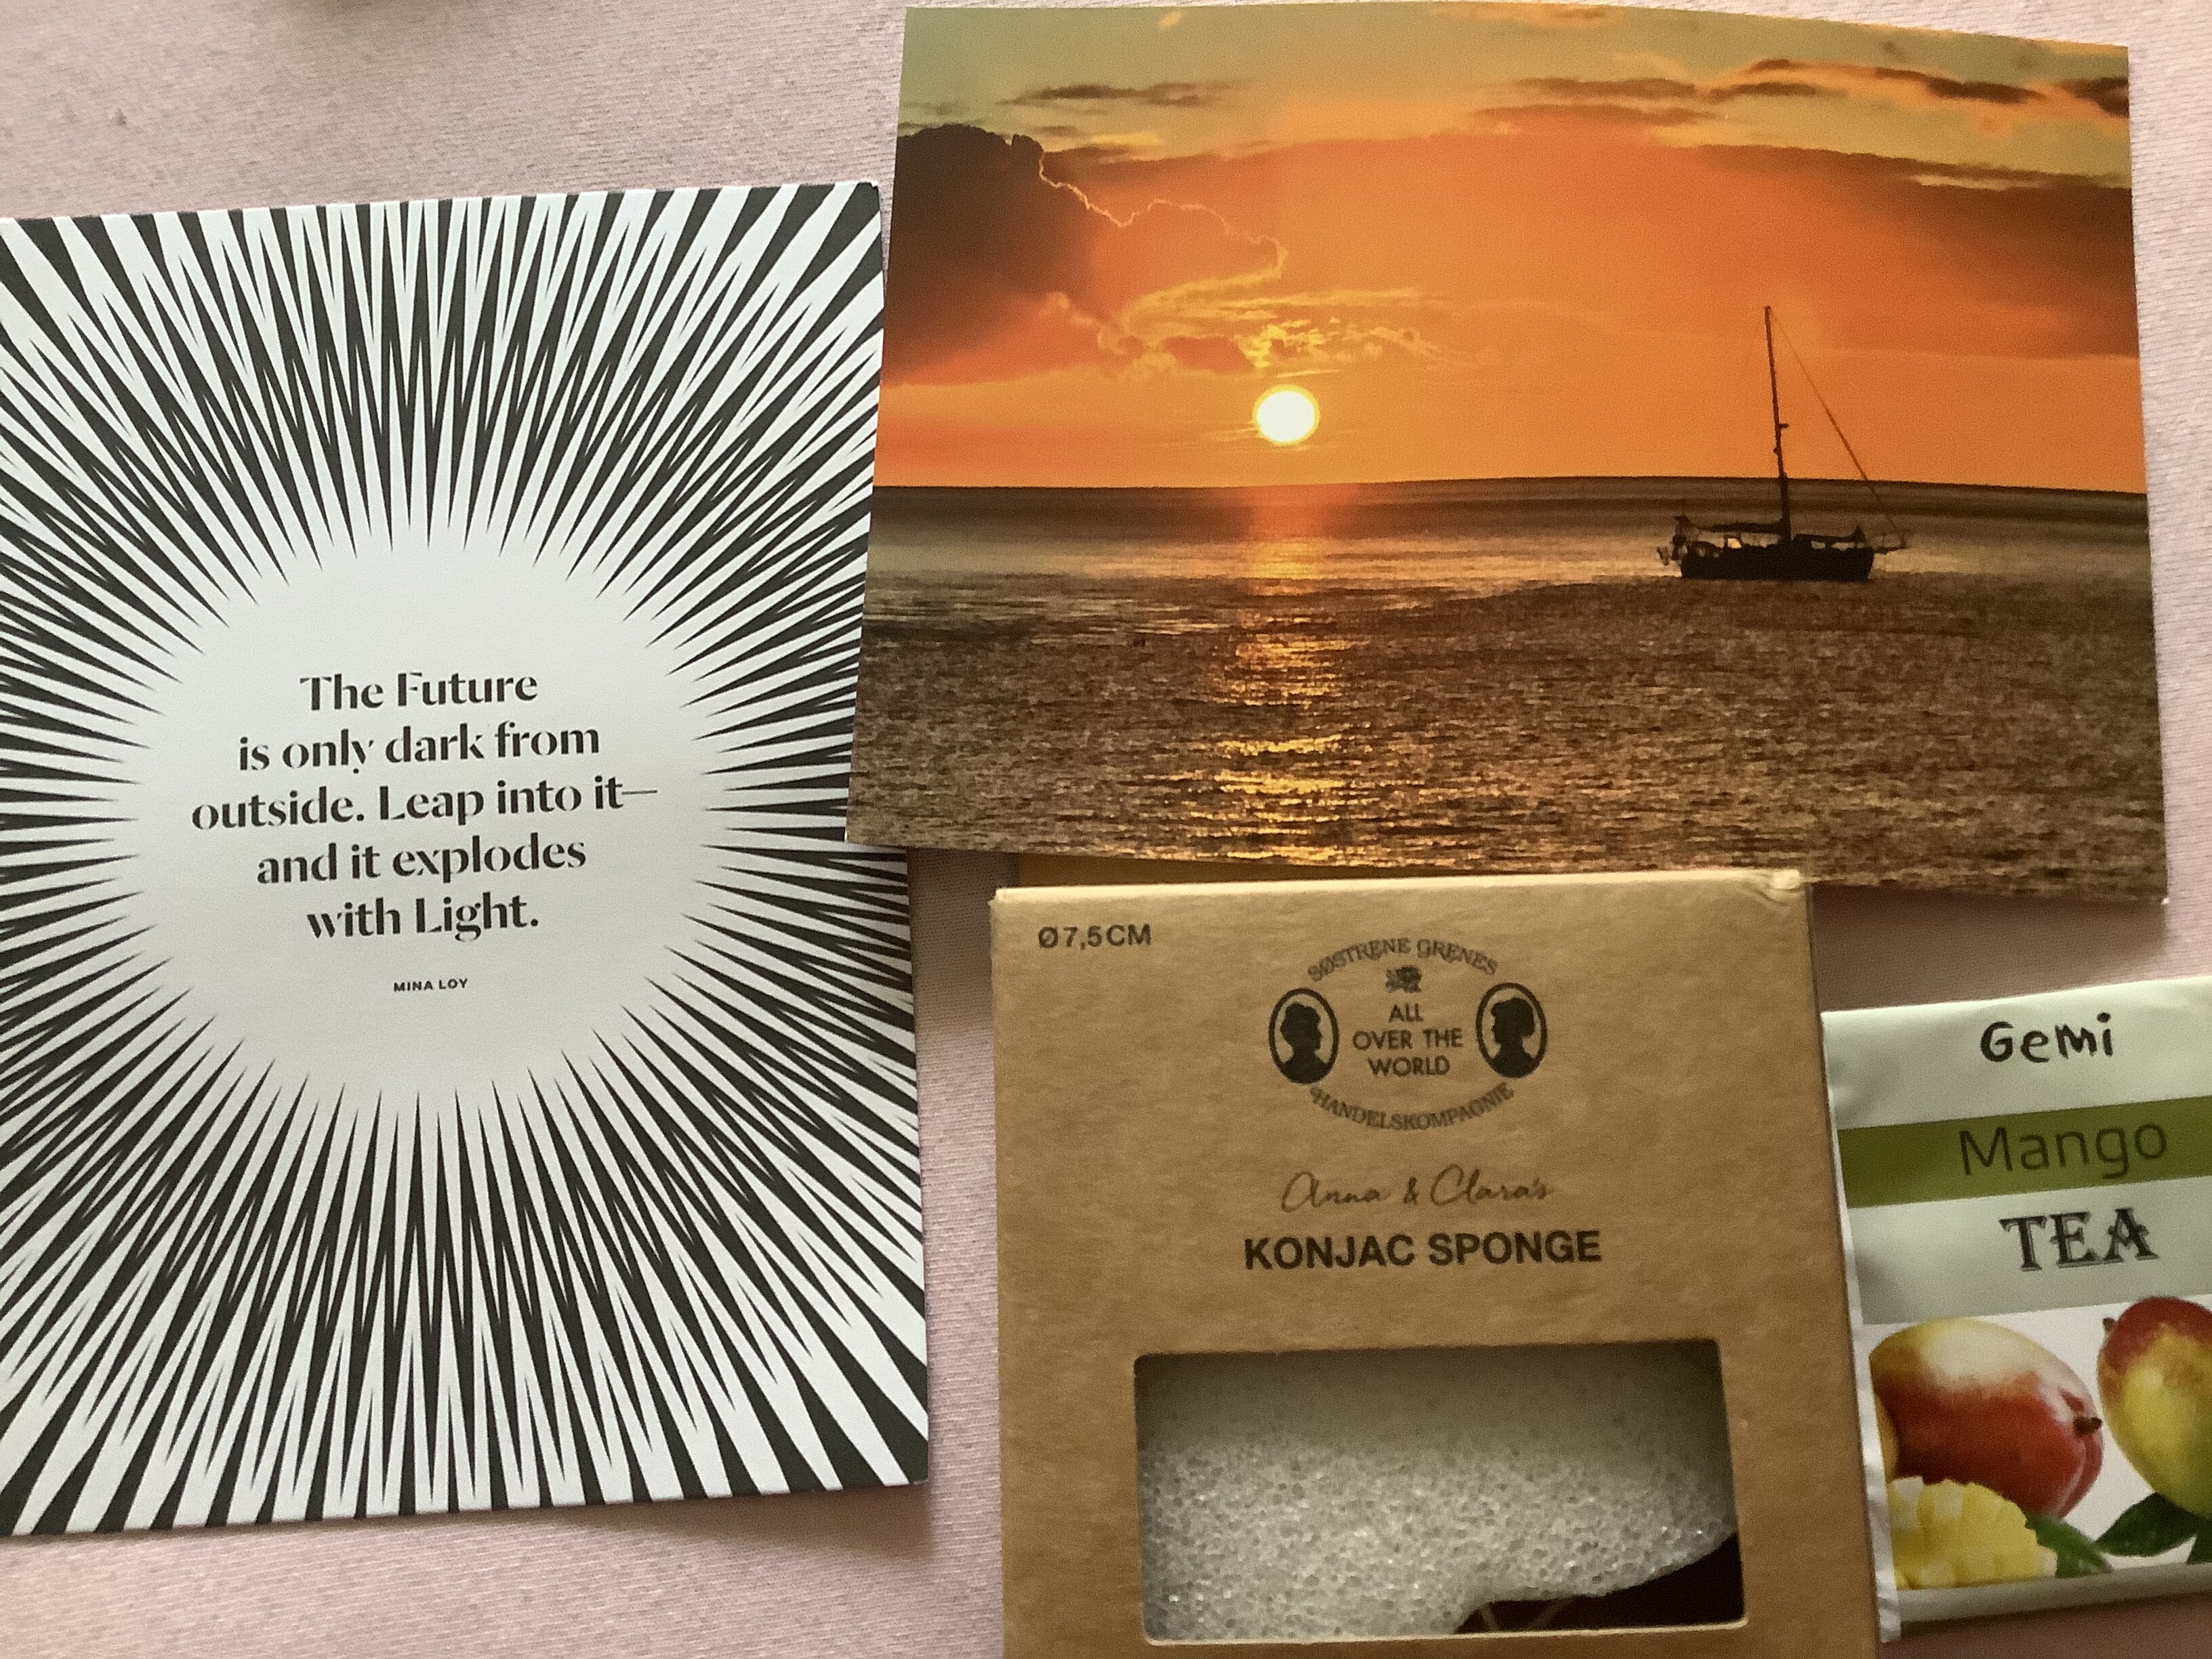 The Future
is only dark from
outside. Leap into it—
and it explodes
with Light.
MINA LOY
Ø7,5CM
SØSTRENE GRENES
ALL
OVER THE
WORLD
HANDELSKOMPAGNIE
Anna & Clara's
KONJAC SPONGE
Gemi
Mango
TEA